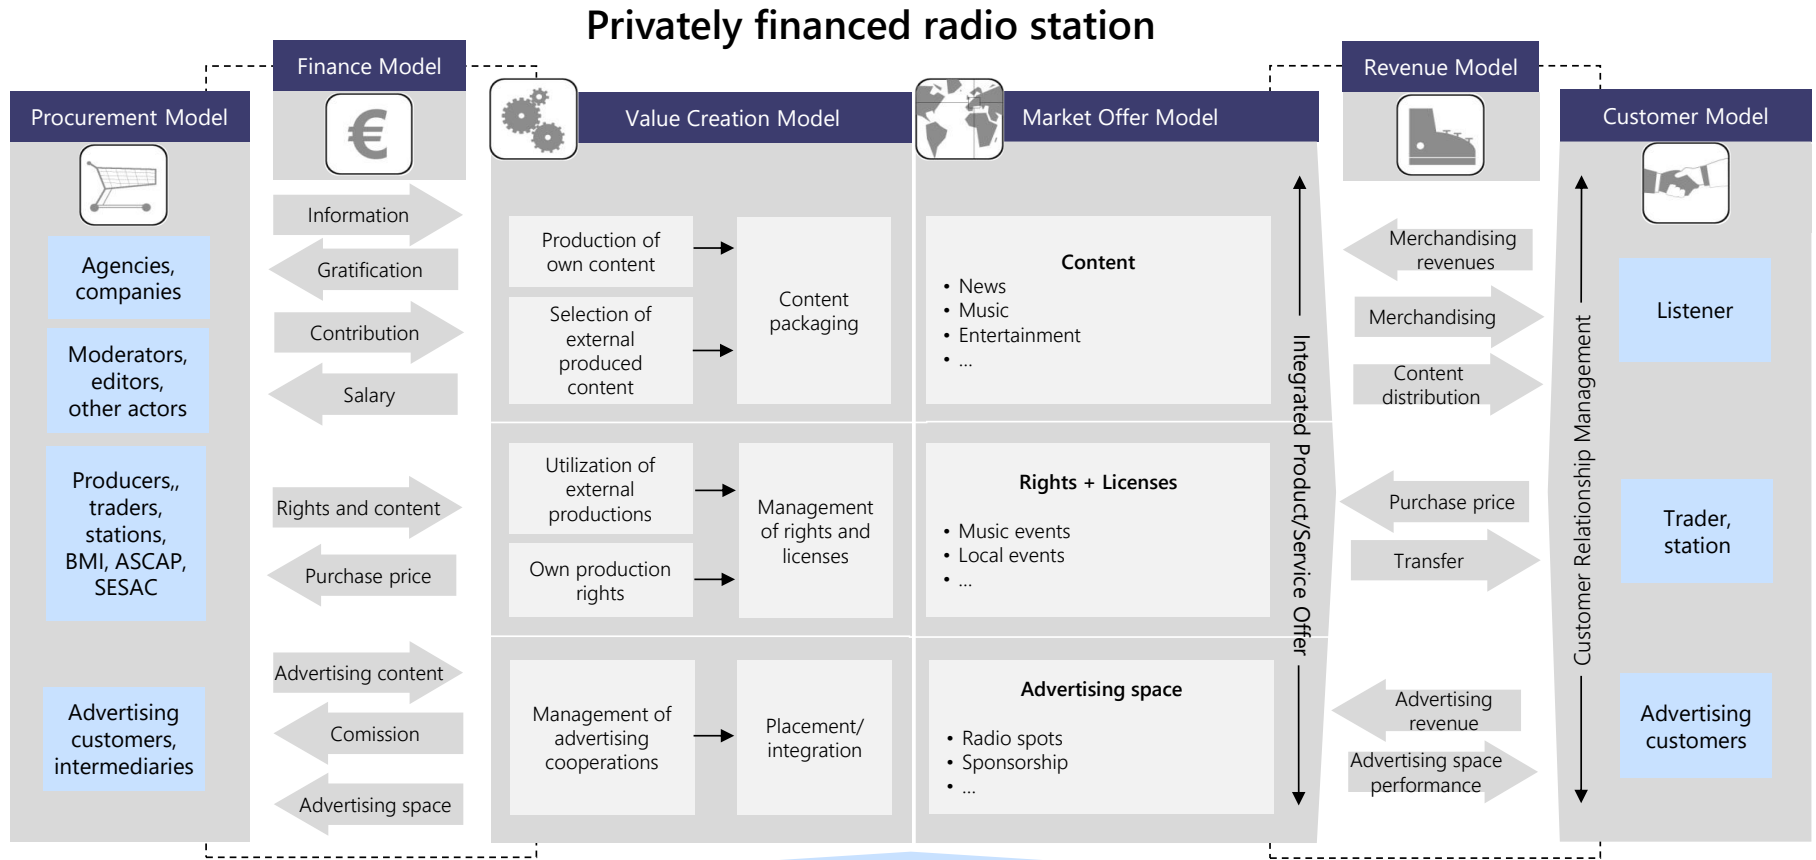 Privately financed radio station
Finance Model
Revenue Model
Procurement Model
Value Creation Model
Market Offer Model
Customer Model
€
Agencies,
companies
Moderators,
editors,
other actors
Producers,,
traders,
stations,
BMI, ASCAP,
SESAC
Advertising
customers,
intermediaries
Information
Gratification
Contribution
Salary
Rights and content
Purchase price
Advertising content
Comission
Advertising space
Production of
own content
Selection of
external
produced
content
Content
packaging
Utilization of
external
productions
Own production
rights
Management
of rights and
licenses
Management of
advertising
cooperations
Placement/
integration
Content
• News
• Music
• Entertainment
• ...
Rights + Licenses
• Music events
• Local events
• ...
Advertising space
• Radio spots
• Sponsorship
• ...
Integrated Product/Service Offer
Merchandising
revenues
Merchandising
Content
distribution
Purchase price
Transfer
Advertising
revenue
Advertising space
performance
Customer Relationship Management
Listener
Trader,
station
Advertising
customers